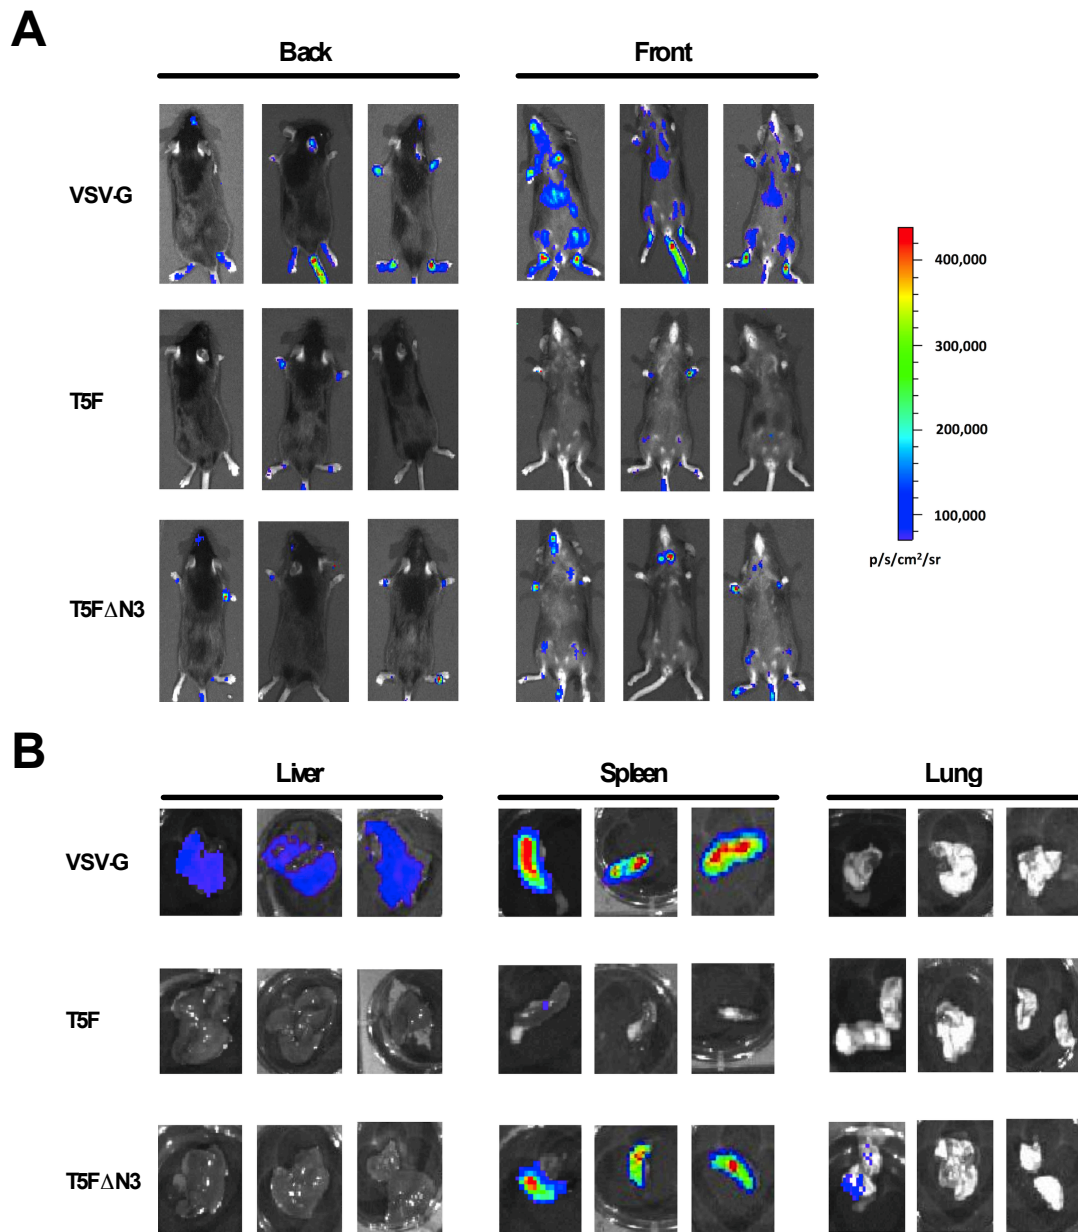 A
Back
Front
VSV-G
T5F
T5FΔN3
400,000
300,000
200,000
100,000
p/s/cm²/sr
B
Liver
Spleen
Lung
VSV-G
T5F
T5FΔN3